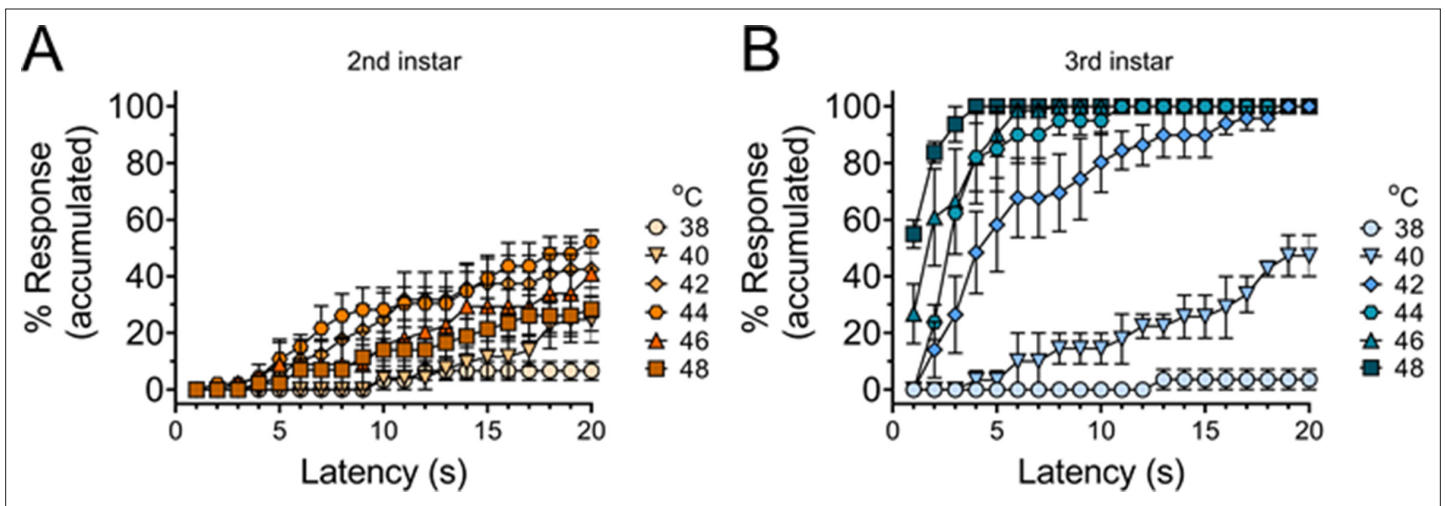 A
2nd instar
% Response
(accumulated)
100
80
60
40
20
0
0 5 10 15 20
Latency (s)
°C
38
40
42
44
46
48
B
3rd instar
% Response
(accumulated)
100
80
60
40
20
0
0 5 10 15 20
Latency (s)
°C
38
40
42
44
46
48